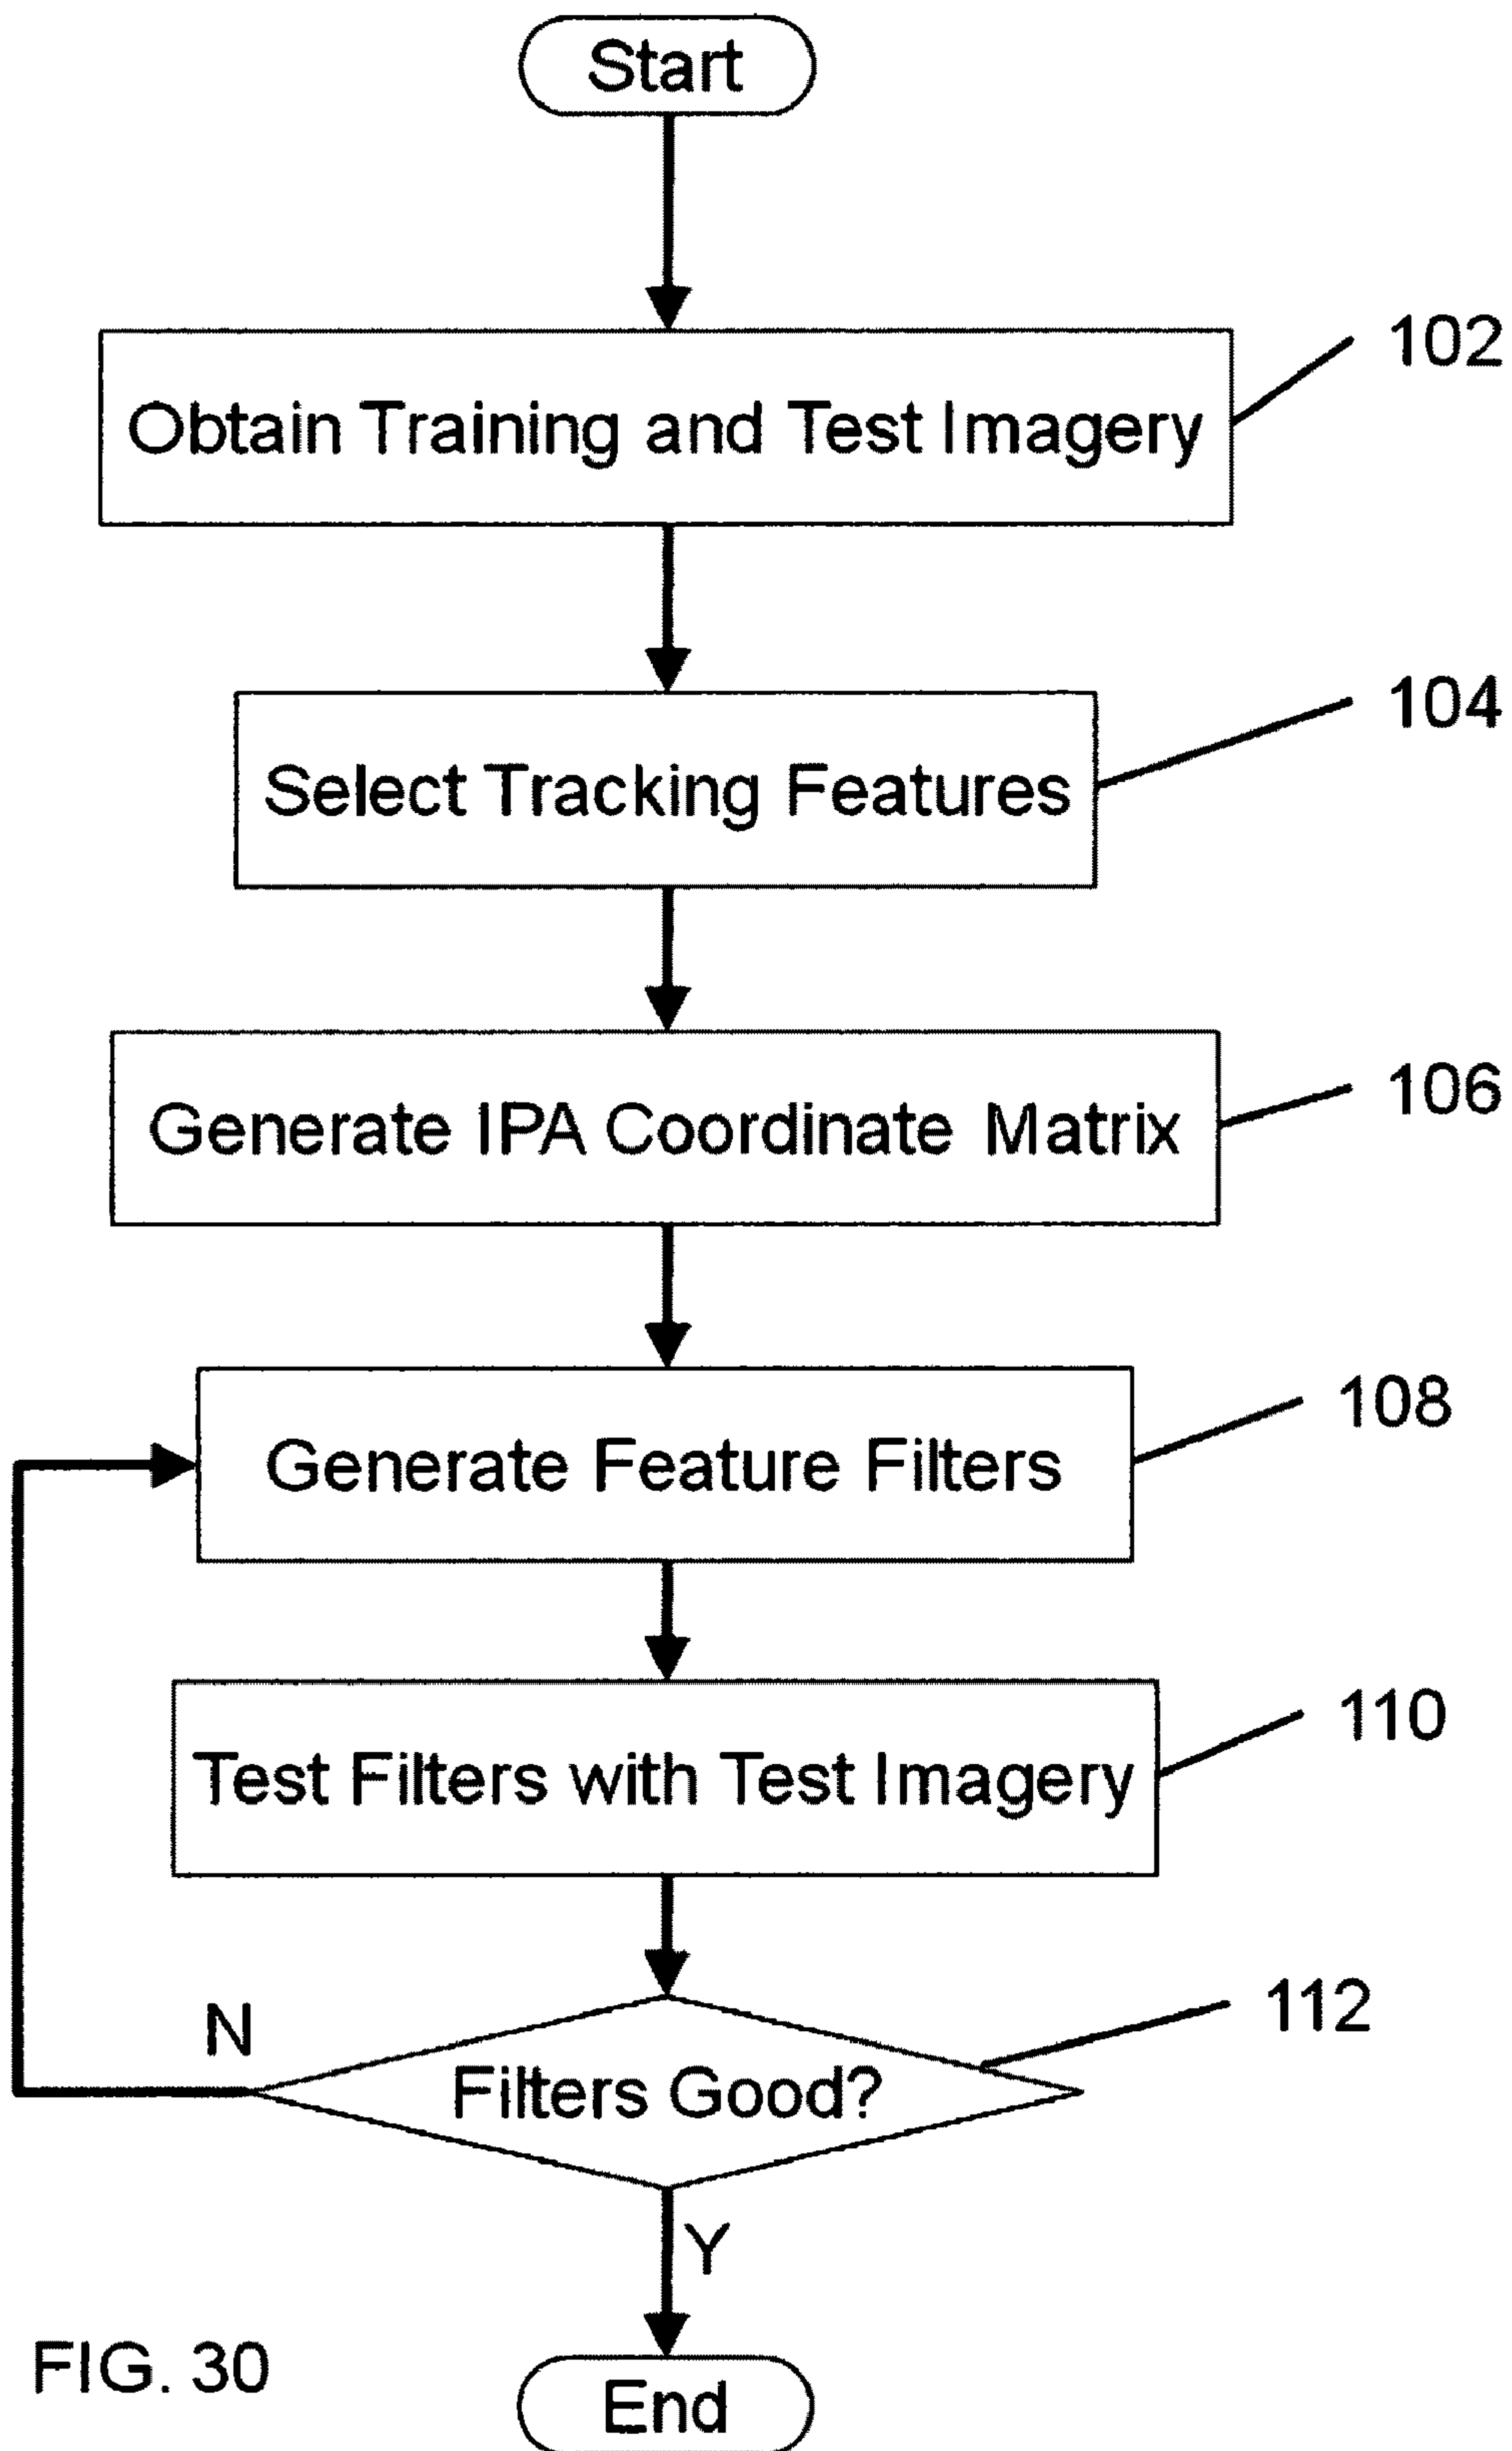 Start
Obtain Training and Test Imagery
102
Select Tracking Features
104
Generate IPA Coordinate Matrix
106
Generate Feature Filters
108
Test Filters with Test Imagery
110
Filters Good?
112
N
Y
End
FIG. 30